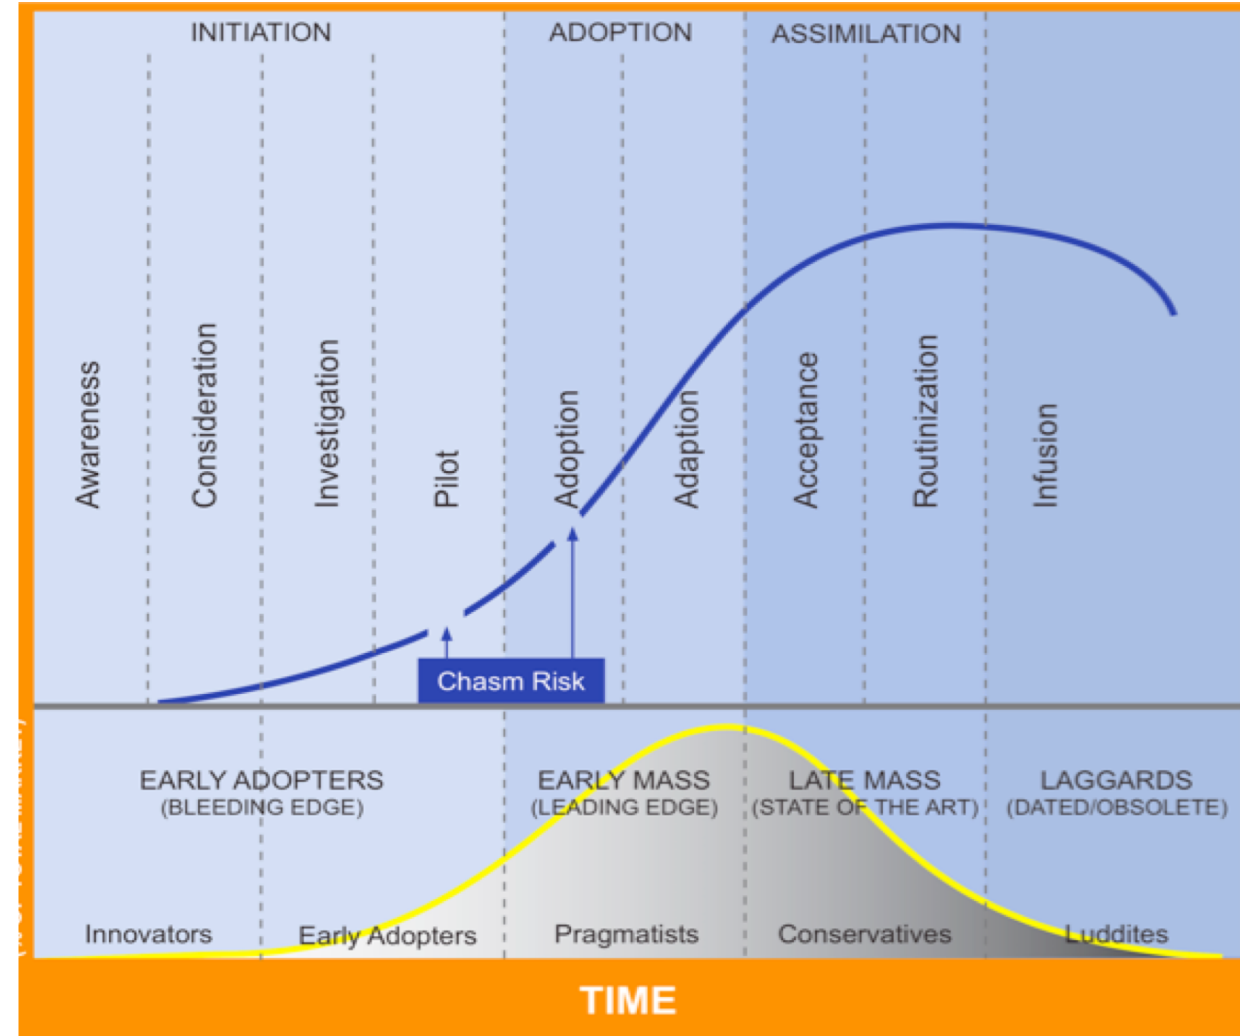 INITIATION
ADOPTION
ASSIMILATION
Awareness
Consideration
Investigation
Pilot
Adoption
Adaption
Acceptance
Routinization
Infusion
Chasm Risk
EARLY ADOPTERS
(BLEEDING EDGE)
EARLY MASS
(LEADING EDGE)
LATE MASS
(STATE OF THE ART)
LAGGARDS
(DATED/OBSOLETE)
Innovators
Early Adopters
Pragmatists
Conservatives
Luddites
TIME